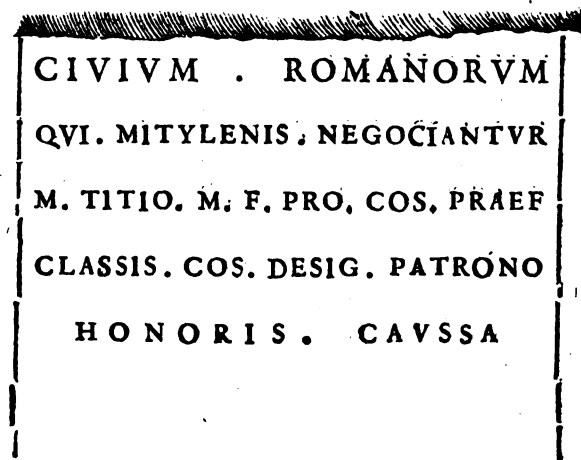 CIVIVM . ROMANORVM
QVI. MITYLENIS. NEGOCIANTVR
M. TITIO. M. F. PRO. COS. PRAEF
CLASSIS. COS. DESIG. PATRONO
HONORIS. CAVSSA